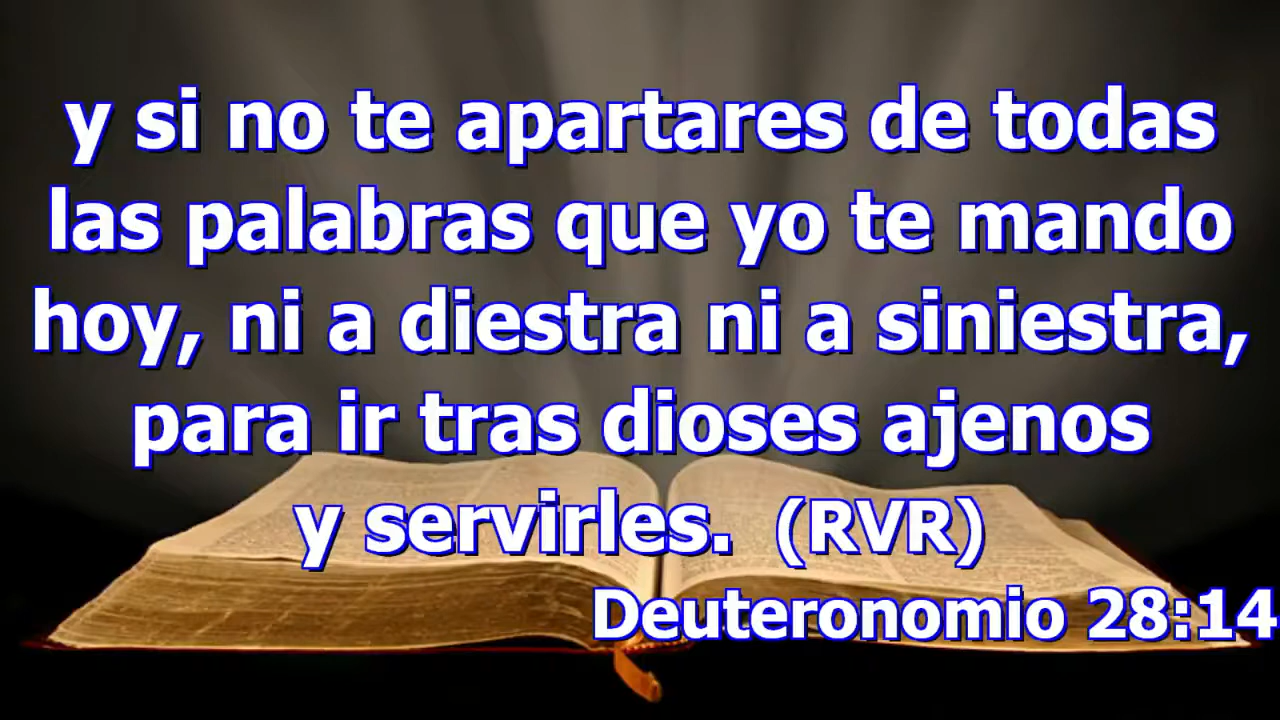 y si no te apartares de todas
las palabras que yo te mando
hoy, ni a diestra ni a siniestra,
para ir tras dioses ajenos
y servirles. (RVR)
Deuteronomio 28:14